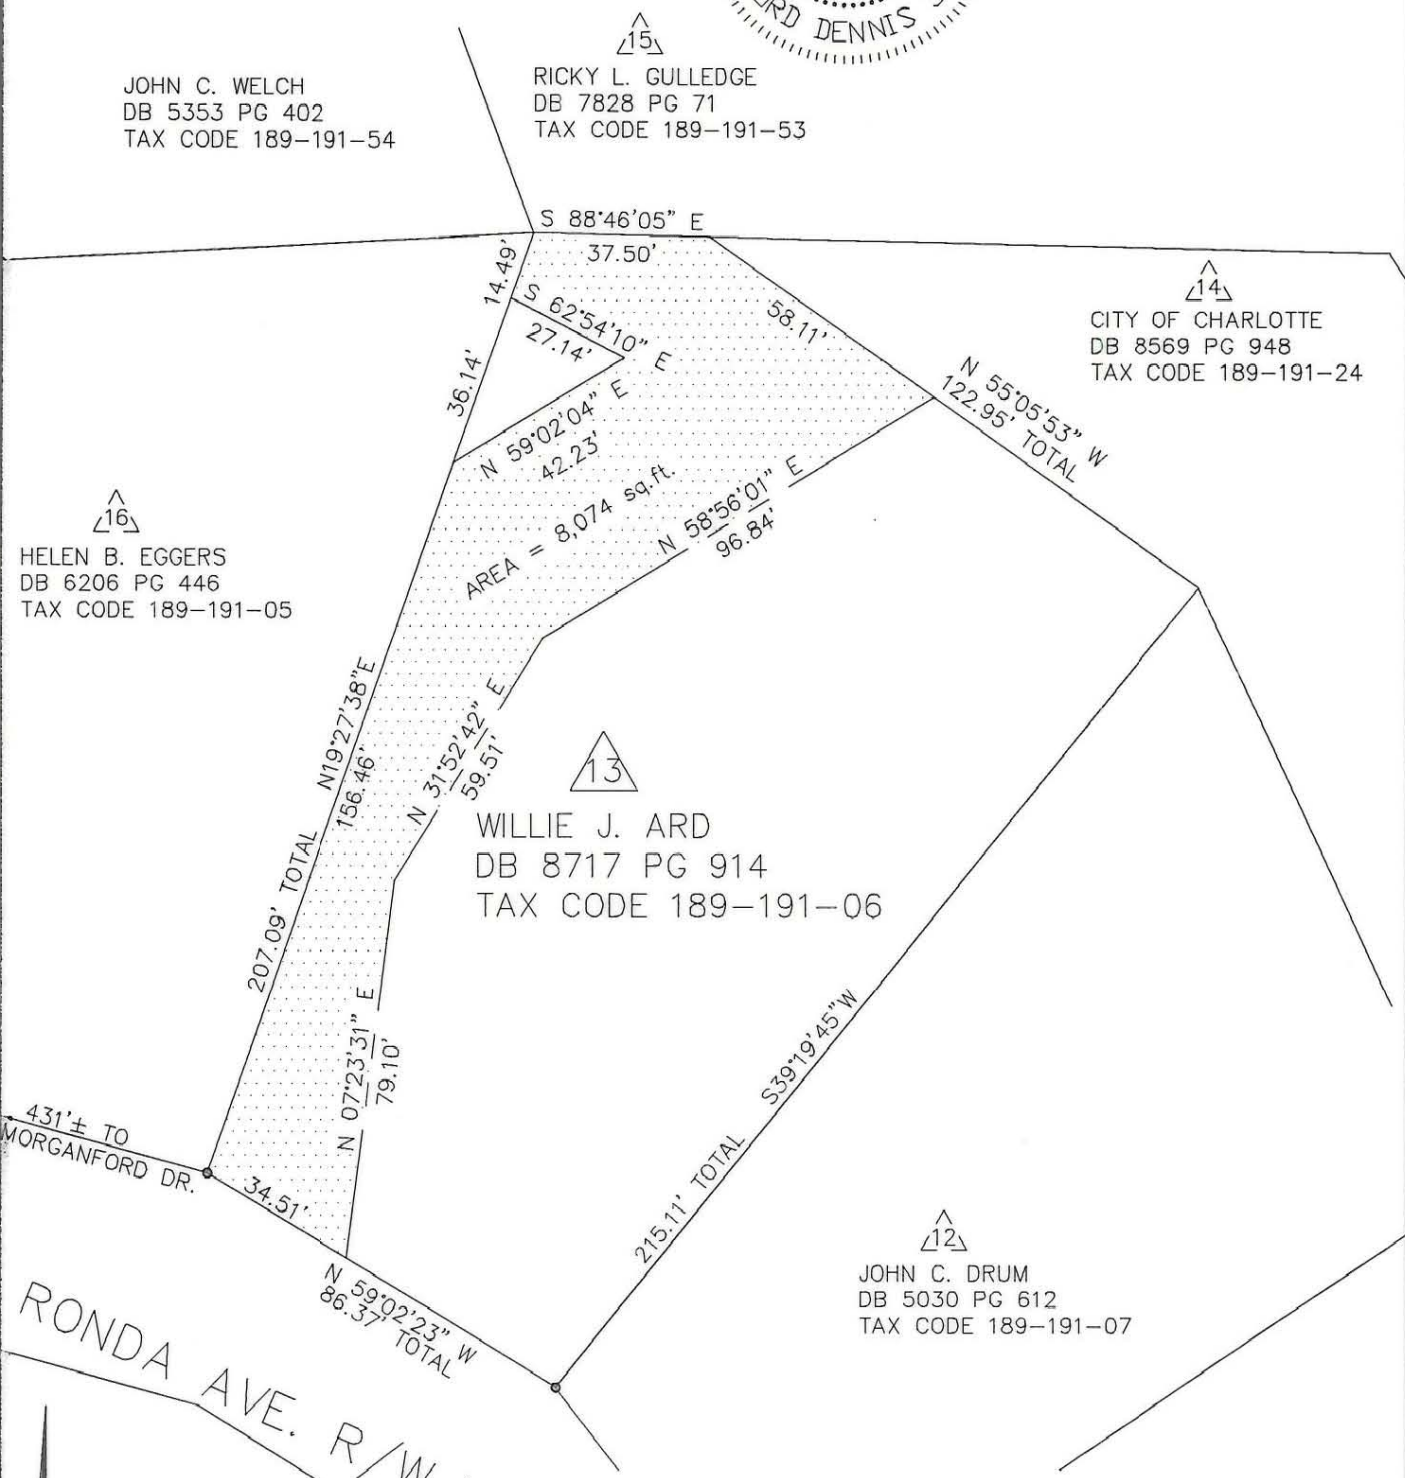 DENNIS
15
JOHN C. WELCH
DB 5353 PG 402
TAX CODE 189-191-54
RICKY L. GULLEDGE
DB 7828 PG 71
TAX CODE 189-191-53
S 88°46'05" E
37.50'
14.49'
S 62°54'10" E
27.14'
58.11'
14
CITY OF CHARLOTTE
DB 8569 PG 948
TAX CODE 189-191-24
36.14'
N 59°02'04" E
42.23'
N 55°05'53" W
122.95' TOTAL
AREA = 8,074 sq.ft.
N 58°56'01" E
96.84'
16
HELEN B. EGGERS
DB 6206 PG 446
TAX CODE 189-191-05
N19°27'38"E
156.46'
207.09' TOTAL
N 31°52'42" E
59.51'
13
WILLIE J. ARD
DB 8717 PG 914
TAX CODE 189-191-06
N 07°23'31" E
79.10'
S39°19'45"W
215.11' TOTAL
431'± TO
MORGANFORD DR.
34.51'
N 59°02'23" W
86.37' TOTAL
12
JOHN C. DRUM
DB 5030 PG 612
TAX CODE 189-191-07
RONDA AVE. R/W